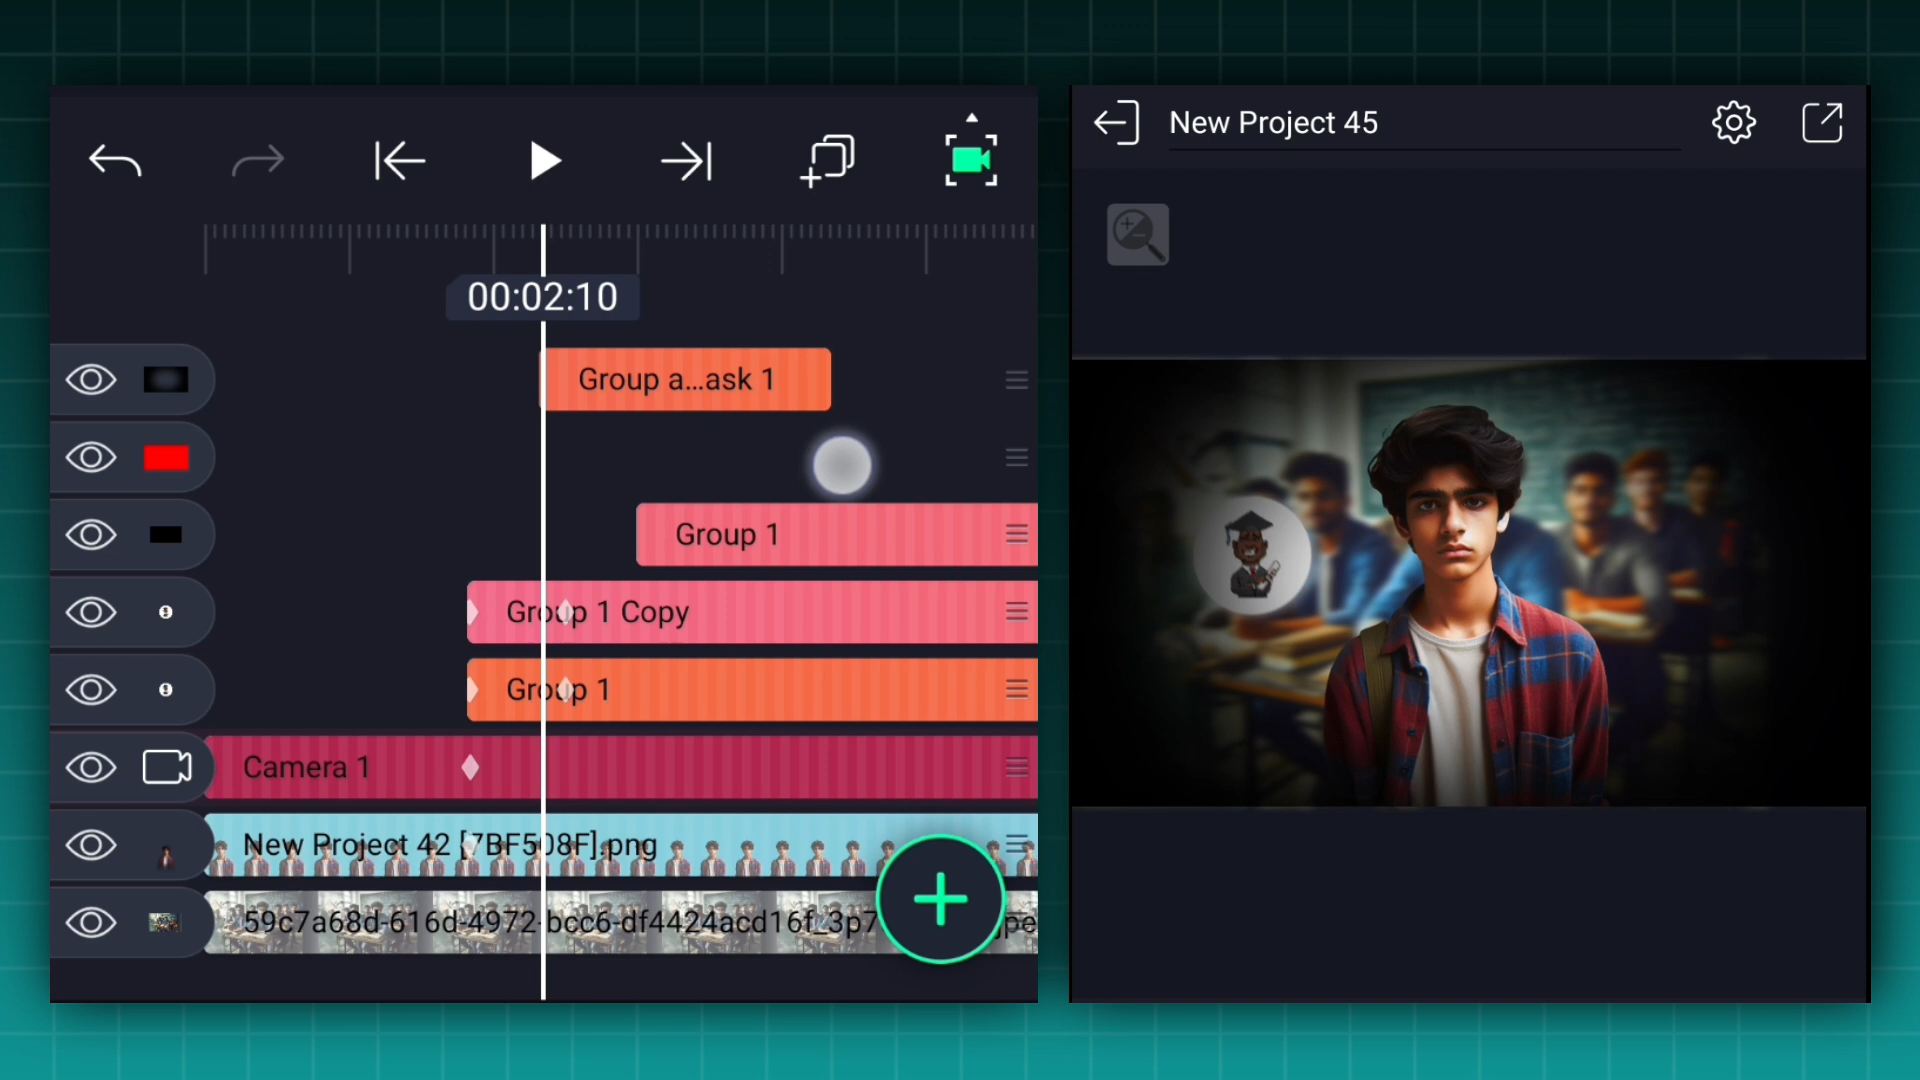 New Project 45
00:02:10
Group a...ask 1
Group 1
Group 1 Copy
Group 1
Camera 1
New Project 42 [7BF508F].png
59c7a68d-616d-4972-bcc6-df4424acd16f_3p7
pe